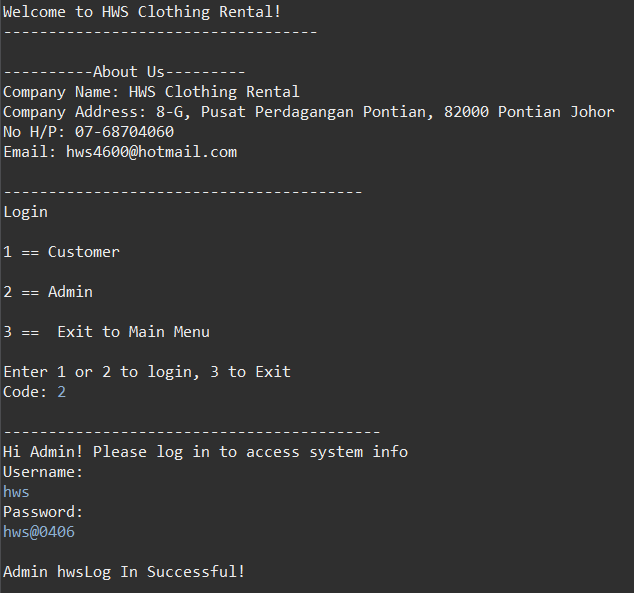 Welcome to HWS Clothing Rental!
-----------------------------------
----------About Us---------
Company Name: HWS Clothing Rental
Company Address: 8-G, Pusat Perdagangan Pontian, 82000 Pontian Johor
No H/P: 07-68704060
Email: hws4600@hotmail.com
----------------------------------------
Login
1 == Customer
2 == Admin
3 ==  Exit to Main Menu
Enter 1 or 2 to login, 3 to Exit
Code: 2
------------------------------------------
Hi Admin! Please log in to access system info
Username:
hws
Password:
hws@0406
Admin hwsLog In Successful!